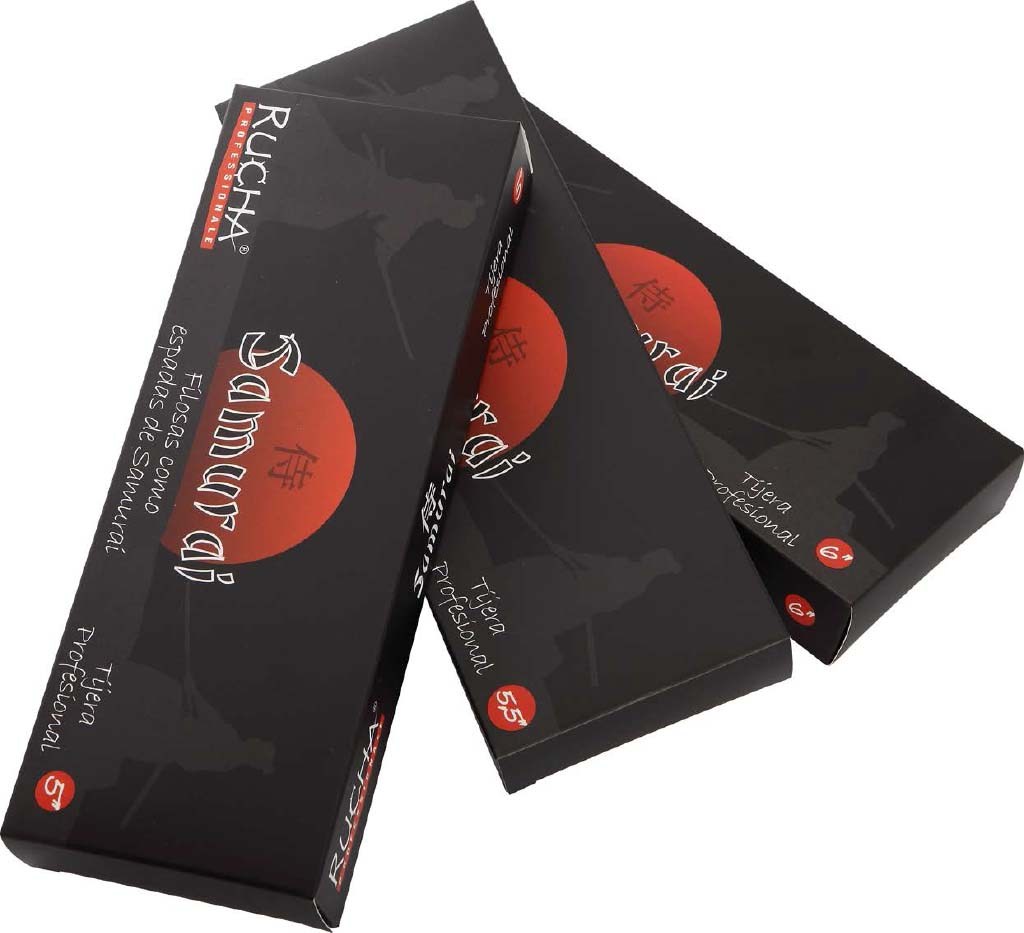 RUCHA®
PROFESSIONALE
Samurai
侍
Filosas como
espadas de Samurai
Tijera
Profesional
5"
5"
Tijera
Profesional
侍
Samurai
RUCHA®
PROFESSIONALE
侍
Tijera
Profesional
5,5"
侍
Tijera
Profesional
6"
6"